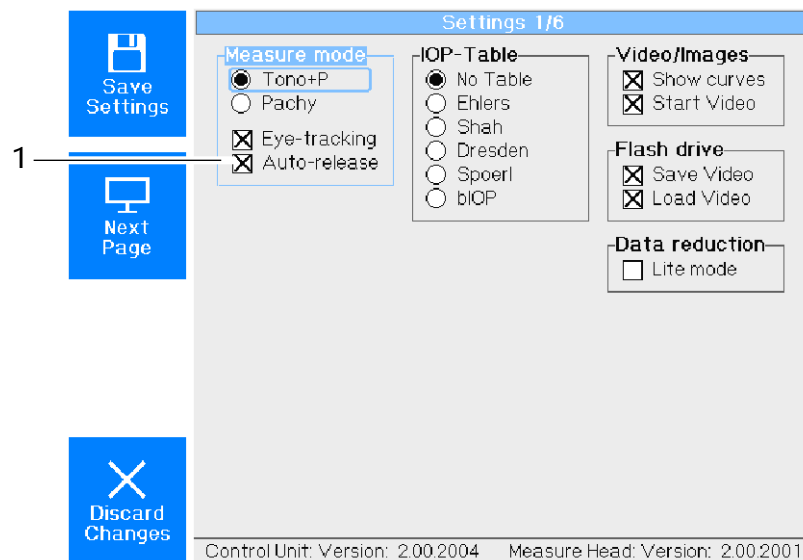 Settings 1/6
Save
Settings
Next
Page
Discard
Changes
1
Measure mode
Tono+P
Pachy
Eye-tracking
Auto-release
IOP-Table
No Table
Ehlers
Shah
Dresden
Spoerl
bIOP
Video/Images
Show curves
Start Video
Flash drive
Save Video
Load Video
Data reduction
Lite mode
Control Unit: Version: 2.00.2004 Measure Head: Version: 2.00.2001